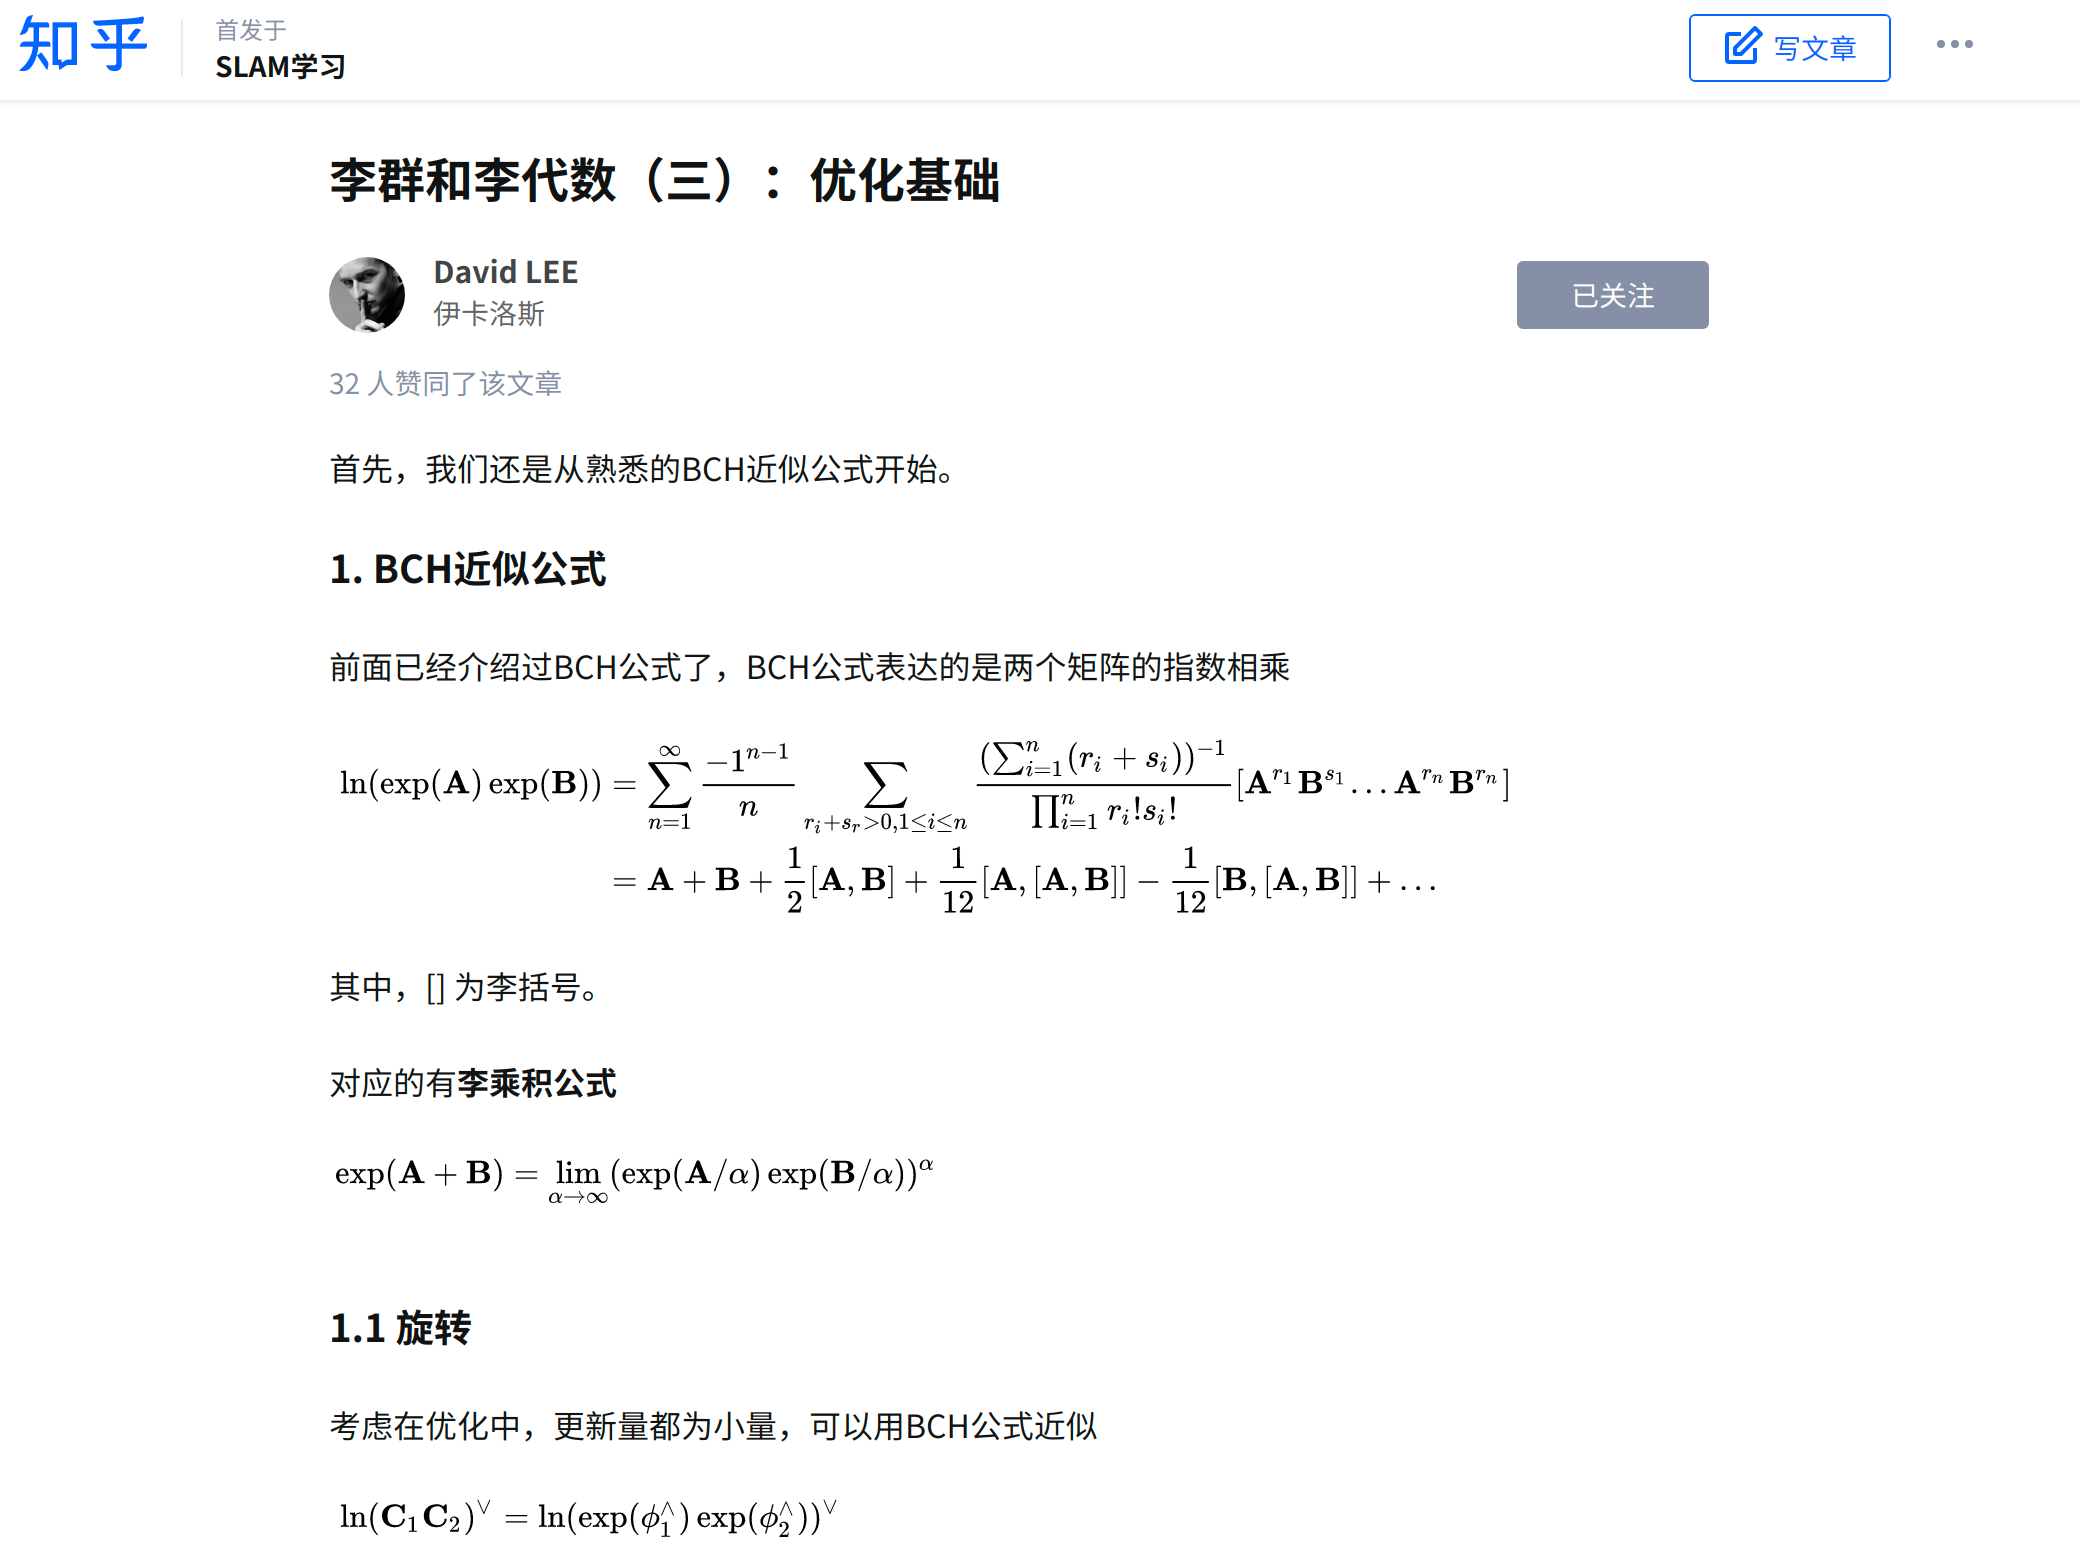 知乎
首发于
SLAM学习
写文章
李群和李代数（三）：优化基础
David LEE
伊卡洛斯
已关注
32 人赞同了该文章
首先，我们还是从熟悉的BCH近似公式开始。
1. BCH近似公式
前面已经介绍过BCH公式了，BCH公式表达的是两个矩阵的指数相乘
$\ln(\exp(\mathbf{A})\exp(\mathbf{B})) = \sum_{n=1}^{\infty}\frac{-1^{n-1}}{n}\sum_{r_i+s_r>0,1\leq i\leq n}\frac{(\sum_{i=1}^{n}(r_i+s_i))^{-1}}{\prod_{i=1}^{n}r_i!s_i!}[\mathbf{A}^{r_1}\mathbf{B}^{s_1}\ldots\mathbf{A}^{r_n}\mathbf{B}^{r_n}]$
$= \mathbf{A}+\mathbf{B}+\frac{1}{2}[\mathbf{A},\mathbf{B}]+\frac{1}{12}[\mathbf{A},[\mathbf{A},\mathbf{B}]]-\frac{1}{12}[\mathbf{B},[\mathbf{A},\mathbf{B}]]+\ldots$
其中，[] 为李括号。
对应的有李乘积公式
$\exp(\mathbf{A}+\mathbf{B}) = \lim_{\alpha\to\infty}(\exp(\mathbf{A}/\alpha)\exp(\mathbf{B}/\alpha))^{\alpha}$
1.1 旋转
考虑在优化中，更新量都为小量，可以用BCH公式近似
$\ln(\mathbf{C}_1\mathbf{C}_2)^{\vee} = \ln(\exp(\phi_1^{\wedge})\exp(\phi_2^{\wedge}))^{\vee}$